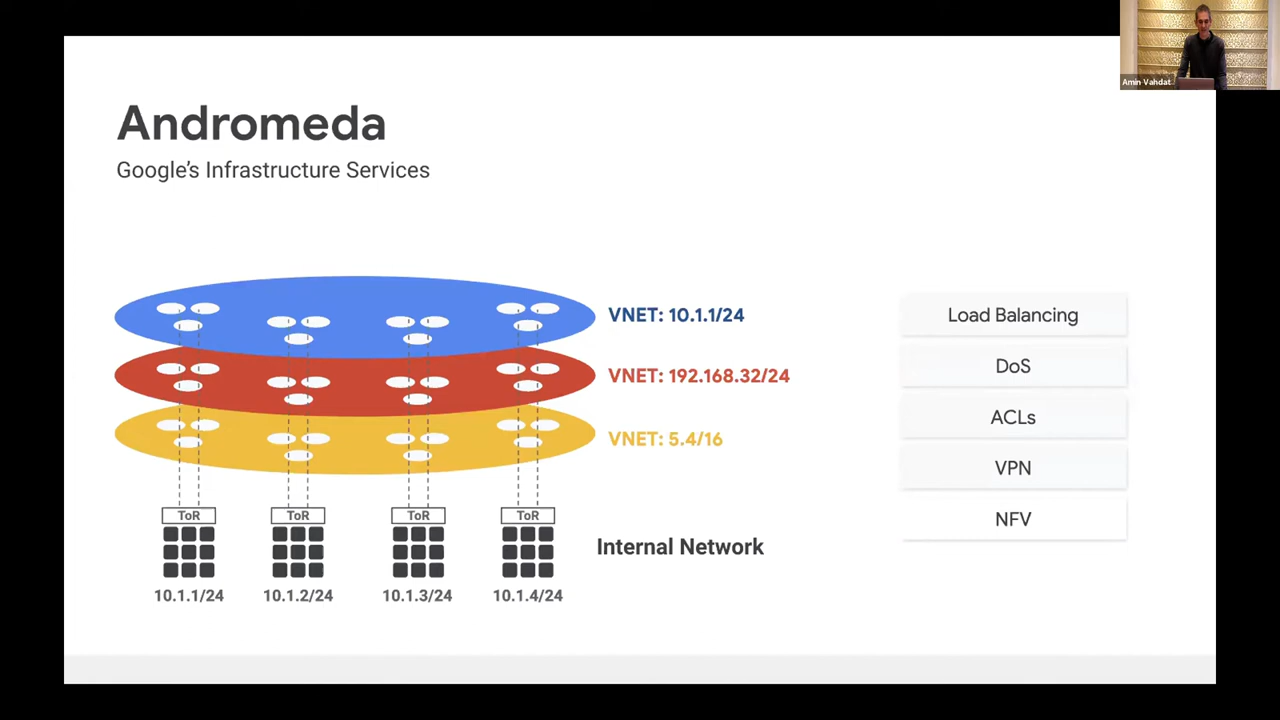 Amin Vahdat
Andromeda
Google's Infrastructure Services
VNET: 10.1.1/24
VNET: 192.168.32/24
VNET: 5.4/16
Load Balancing
DoS
ACLs
VPN
NFV
ToR ToR ToR ToR
Internal Network
10.1.1/24 10.1.2/24 10.1.3/24 10.1.4/24